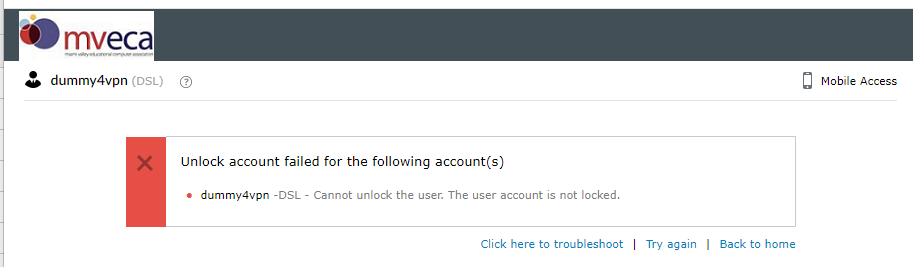 mveca
miami valley educational computer association
dummy4vpn (DSL) ?
Mobile Access
Unlock account failed for the following account(s)
dummy4vpn -DSL - Cannot unlock the user. The user account is not locked.
Click here to troubleshoot | Try again | Back to home